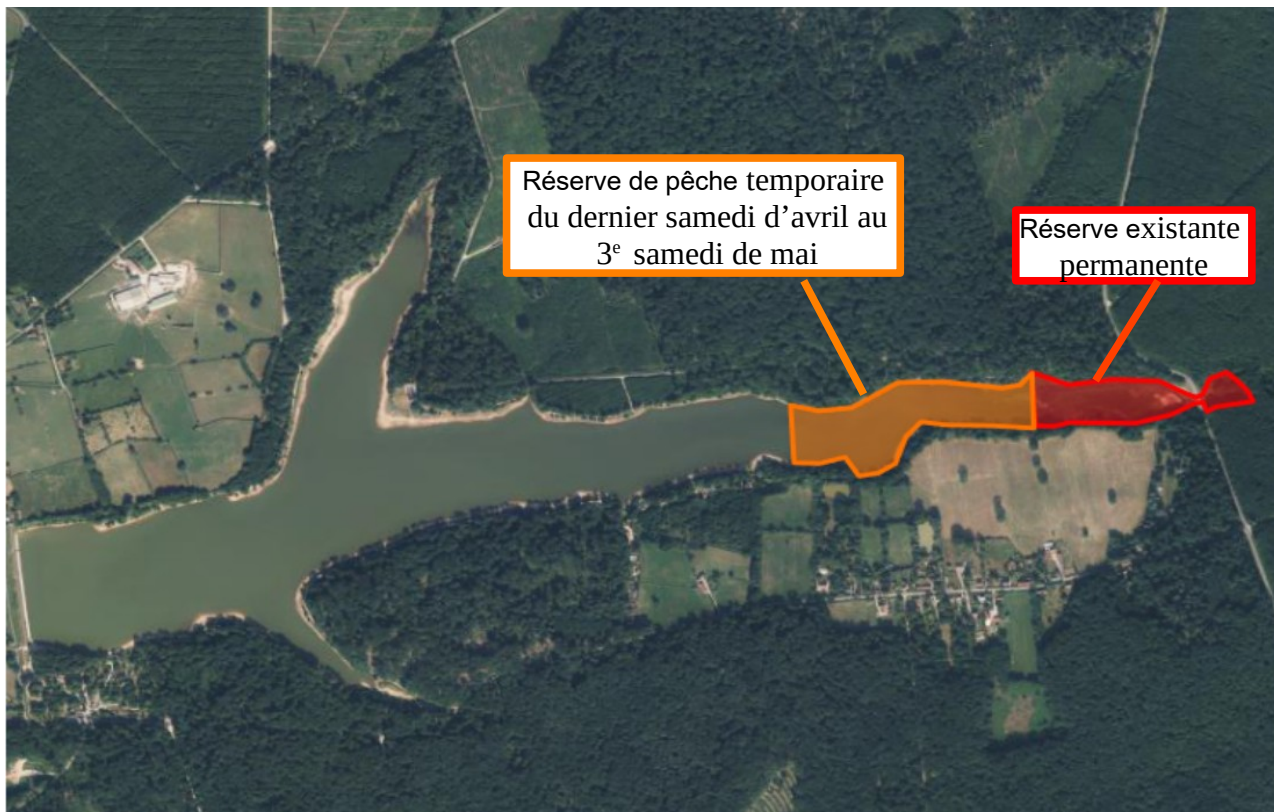 Réserve de pêche temporaire
du dernier samedi d’avril au
3e samedi de mai
Réserve existante
permanente